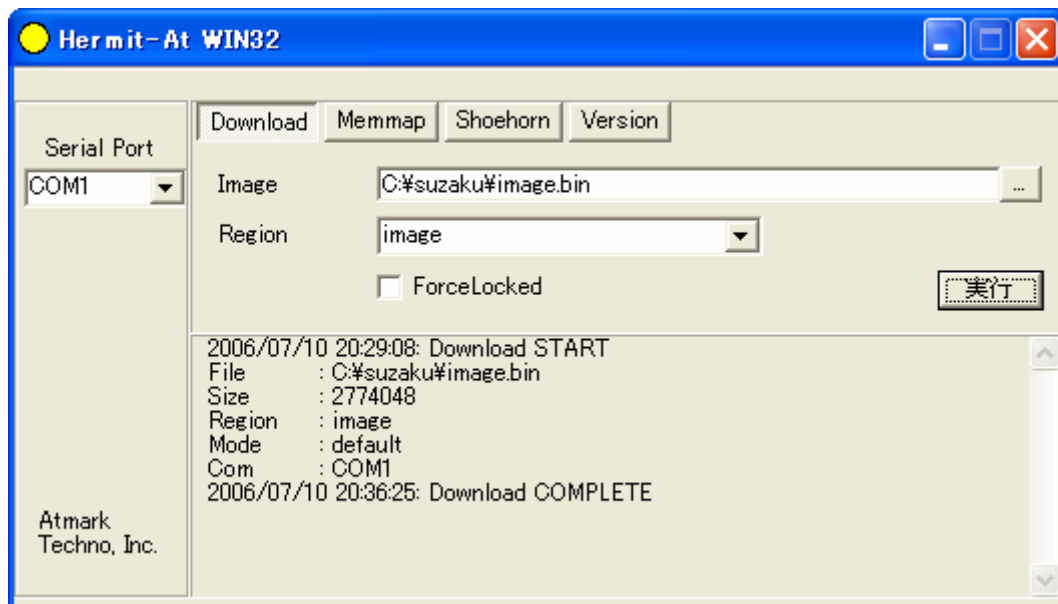 Hermit-At WIN32
Download Memmap Shoehorn Version
Serial Port
COM1
Image C:¥suzaku¥image.bin ...
Region image
ForceLocked
実行
2006/07/10 20:29:08: Download START
File : C:¥suzaku¥image.bin
Size : 2774048
Region : image
Mode : default
Com : COM1
2006/07/10 20:36:25: Download COMPLETE
Atmark
Techno, Inc.